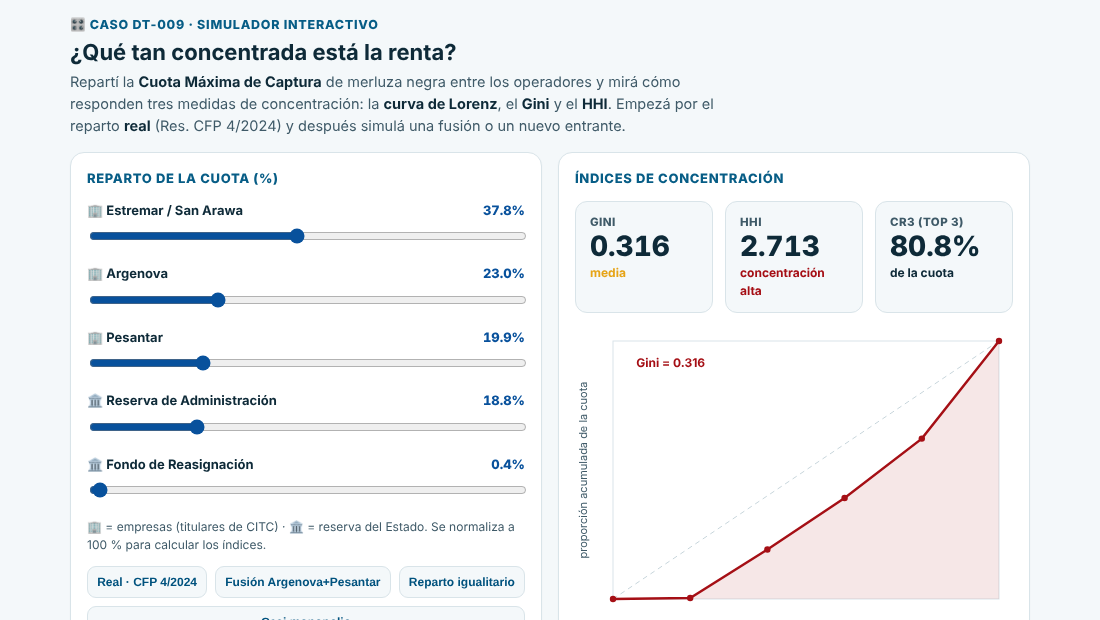 CASO DT-009 · SIMULADOR INTERACTIVO
¿Qué tan concentrada está la renta?
Repartí la Cuota Máxima de Captura de merluza negra entre los operadores y mirá cómo
responden tres medidas de concentración: la curva de Lorenz, el Gini y el HHI. Empezá por el
reparto real (Res. CFP 4/2024) y después simulá una fusión o un nuevo entrante.
REPARTO DE LA CUOTA (%)
Estremar / San Arawa 37.8%
Argenova 23.0%
Pesantar 19.9%
Reserva de Administración 18.8%
Fondo de Reasignación 0.4%
= empresas (titulares de CITC) · = reserva del Estado. Se normaliza a
100 % para calcular los índices.
Real · CFP 4/2024
Fusión Argenova+Pesantar
Reparto igualitario
ÍNDICES DE CONCENTRACIÓN
GINI
0.316
media
HHI
2.713
concentración
alta
CR3 (TOP 3)
80.8%
de la cuota
Gini = 0.316
proporción acumulada de la cuota